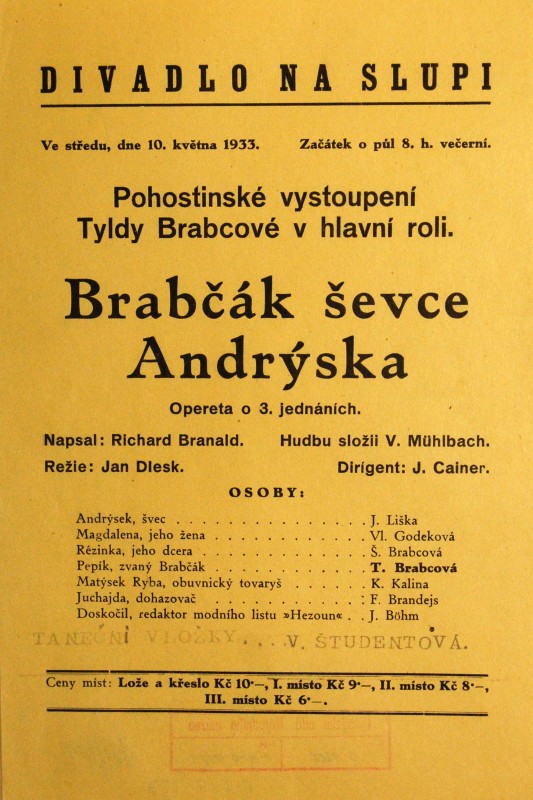 DIVADLO NA SLUPI
Ve středu, dne 10. května 1933. Začátek o půl 8. h. večerní.
Pohostinské vystoupení
Tyldy Brabcové v hlavní roli.
Brabčák ševce
Andrýska
Opereta o 3. jednáních.
Napsal: Richard Branald. Hudbu složii V. Mühlbach.
Režie: Jan Dlesk. Dirigent: J. Cainer.
OSOBY:
Andrýsek, švec . . . . . . . . . . . . . . . J. Liška
Magdalena, jeho žena . . . . . . . . . . . . Vl. Godeková
Rézinka, jeho dcera . . . . . . . . . . . . . Š. Brabcová
Pepík, zvaný Brabčák . . . . . . . . . . . . T. Brabcová
Matýsek Ryba, obuvnický tovaryš . . . . . . K. Kalina
Juchajda, dohazovač . . . . . . . . . . . . : F. Brandejs
Doskočil, redaktor modního listu »Hezoun« . . J. Böhm
TANEČNÍ VLOŽKY . . . V. ŠTUDENTOVÁ.
Ceny míst: Lože a křeslo Kč 10·–, I. místo Kč 9·–, II. místo Kč 8·–,
III. místo Kč 6·–.